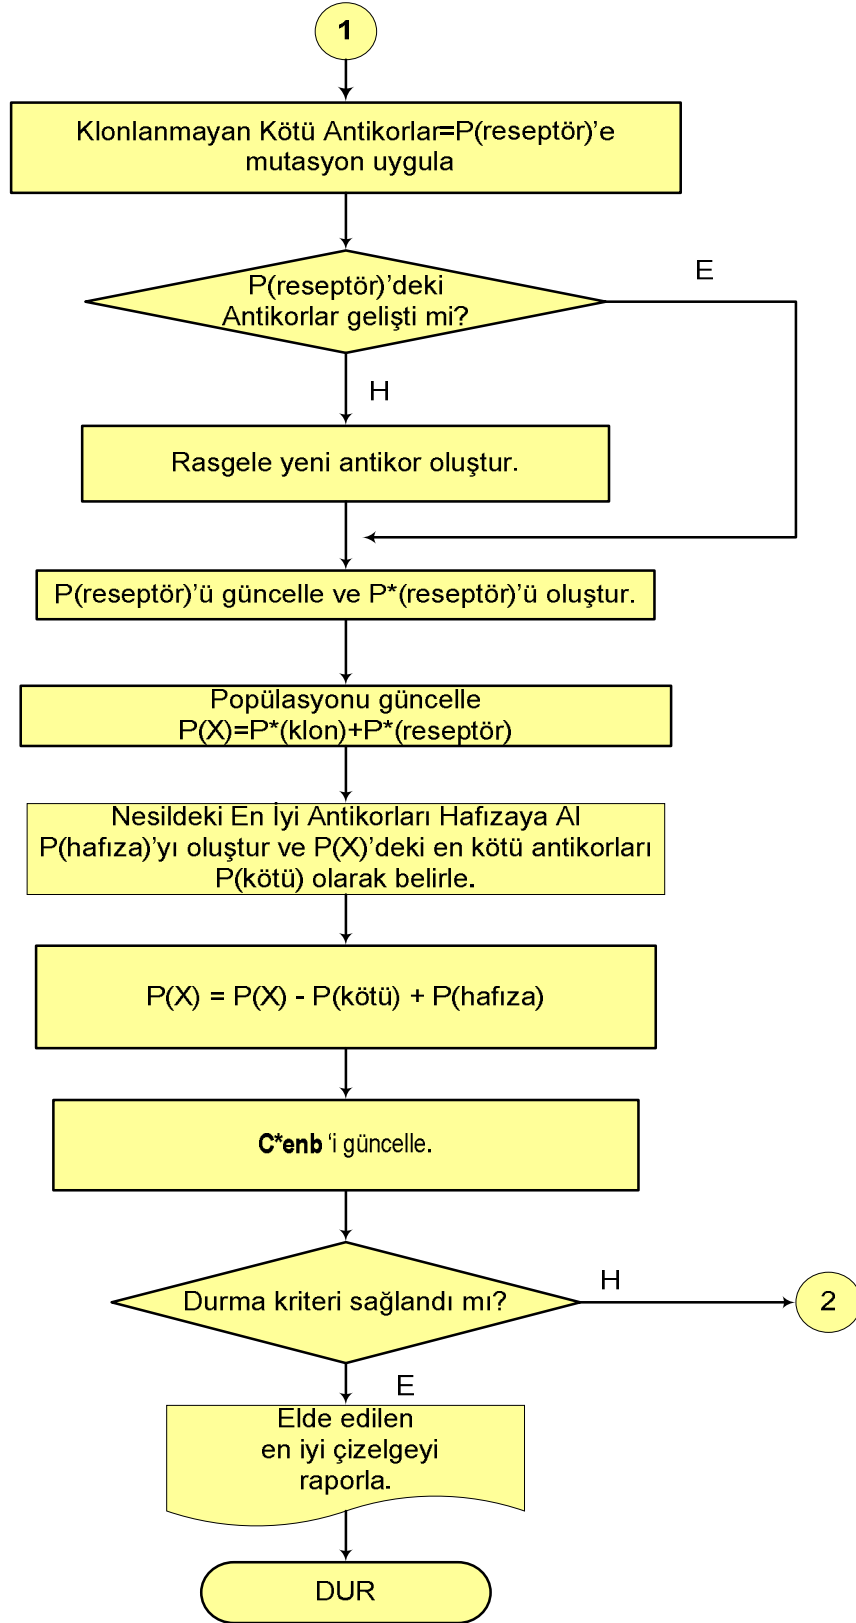 1
Klonlanmayan Kötü Antikorlar=P(reseptör)’e
mutasyon uygula
P(reseptör)’deki
Antikorlar gelişti mi?
E
H
Rasgele yeni antikor oluştur.
P(reseptör)’ü güncelle ve P*(reseptör)’ü oluştur.
Popülasyonu güncelle
P(X)=P*(klon)+P*(reseptör)
Nesildeki En İyi Antikorları Hafızaya Al
P(hafıza)’yı oluştur ve P(X)’deki en kötü antikorları
P(kötü) olarak belirle.
P(X) = P(X) - P(kötü) + P(hafıza)
C*enb ‘i güncelle.
Durma kriteri sağlandı mı?
H
2
E
Elde edilen
en iyi çizelgeyi
raporla.
DUR